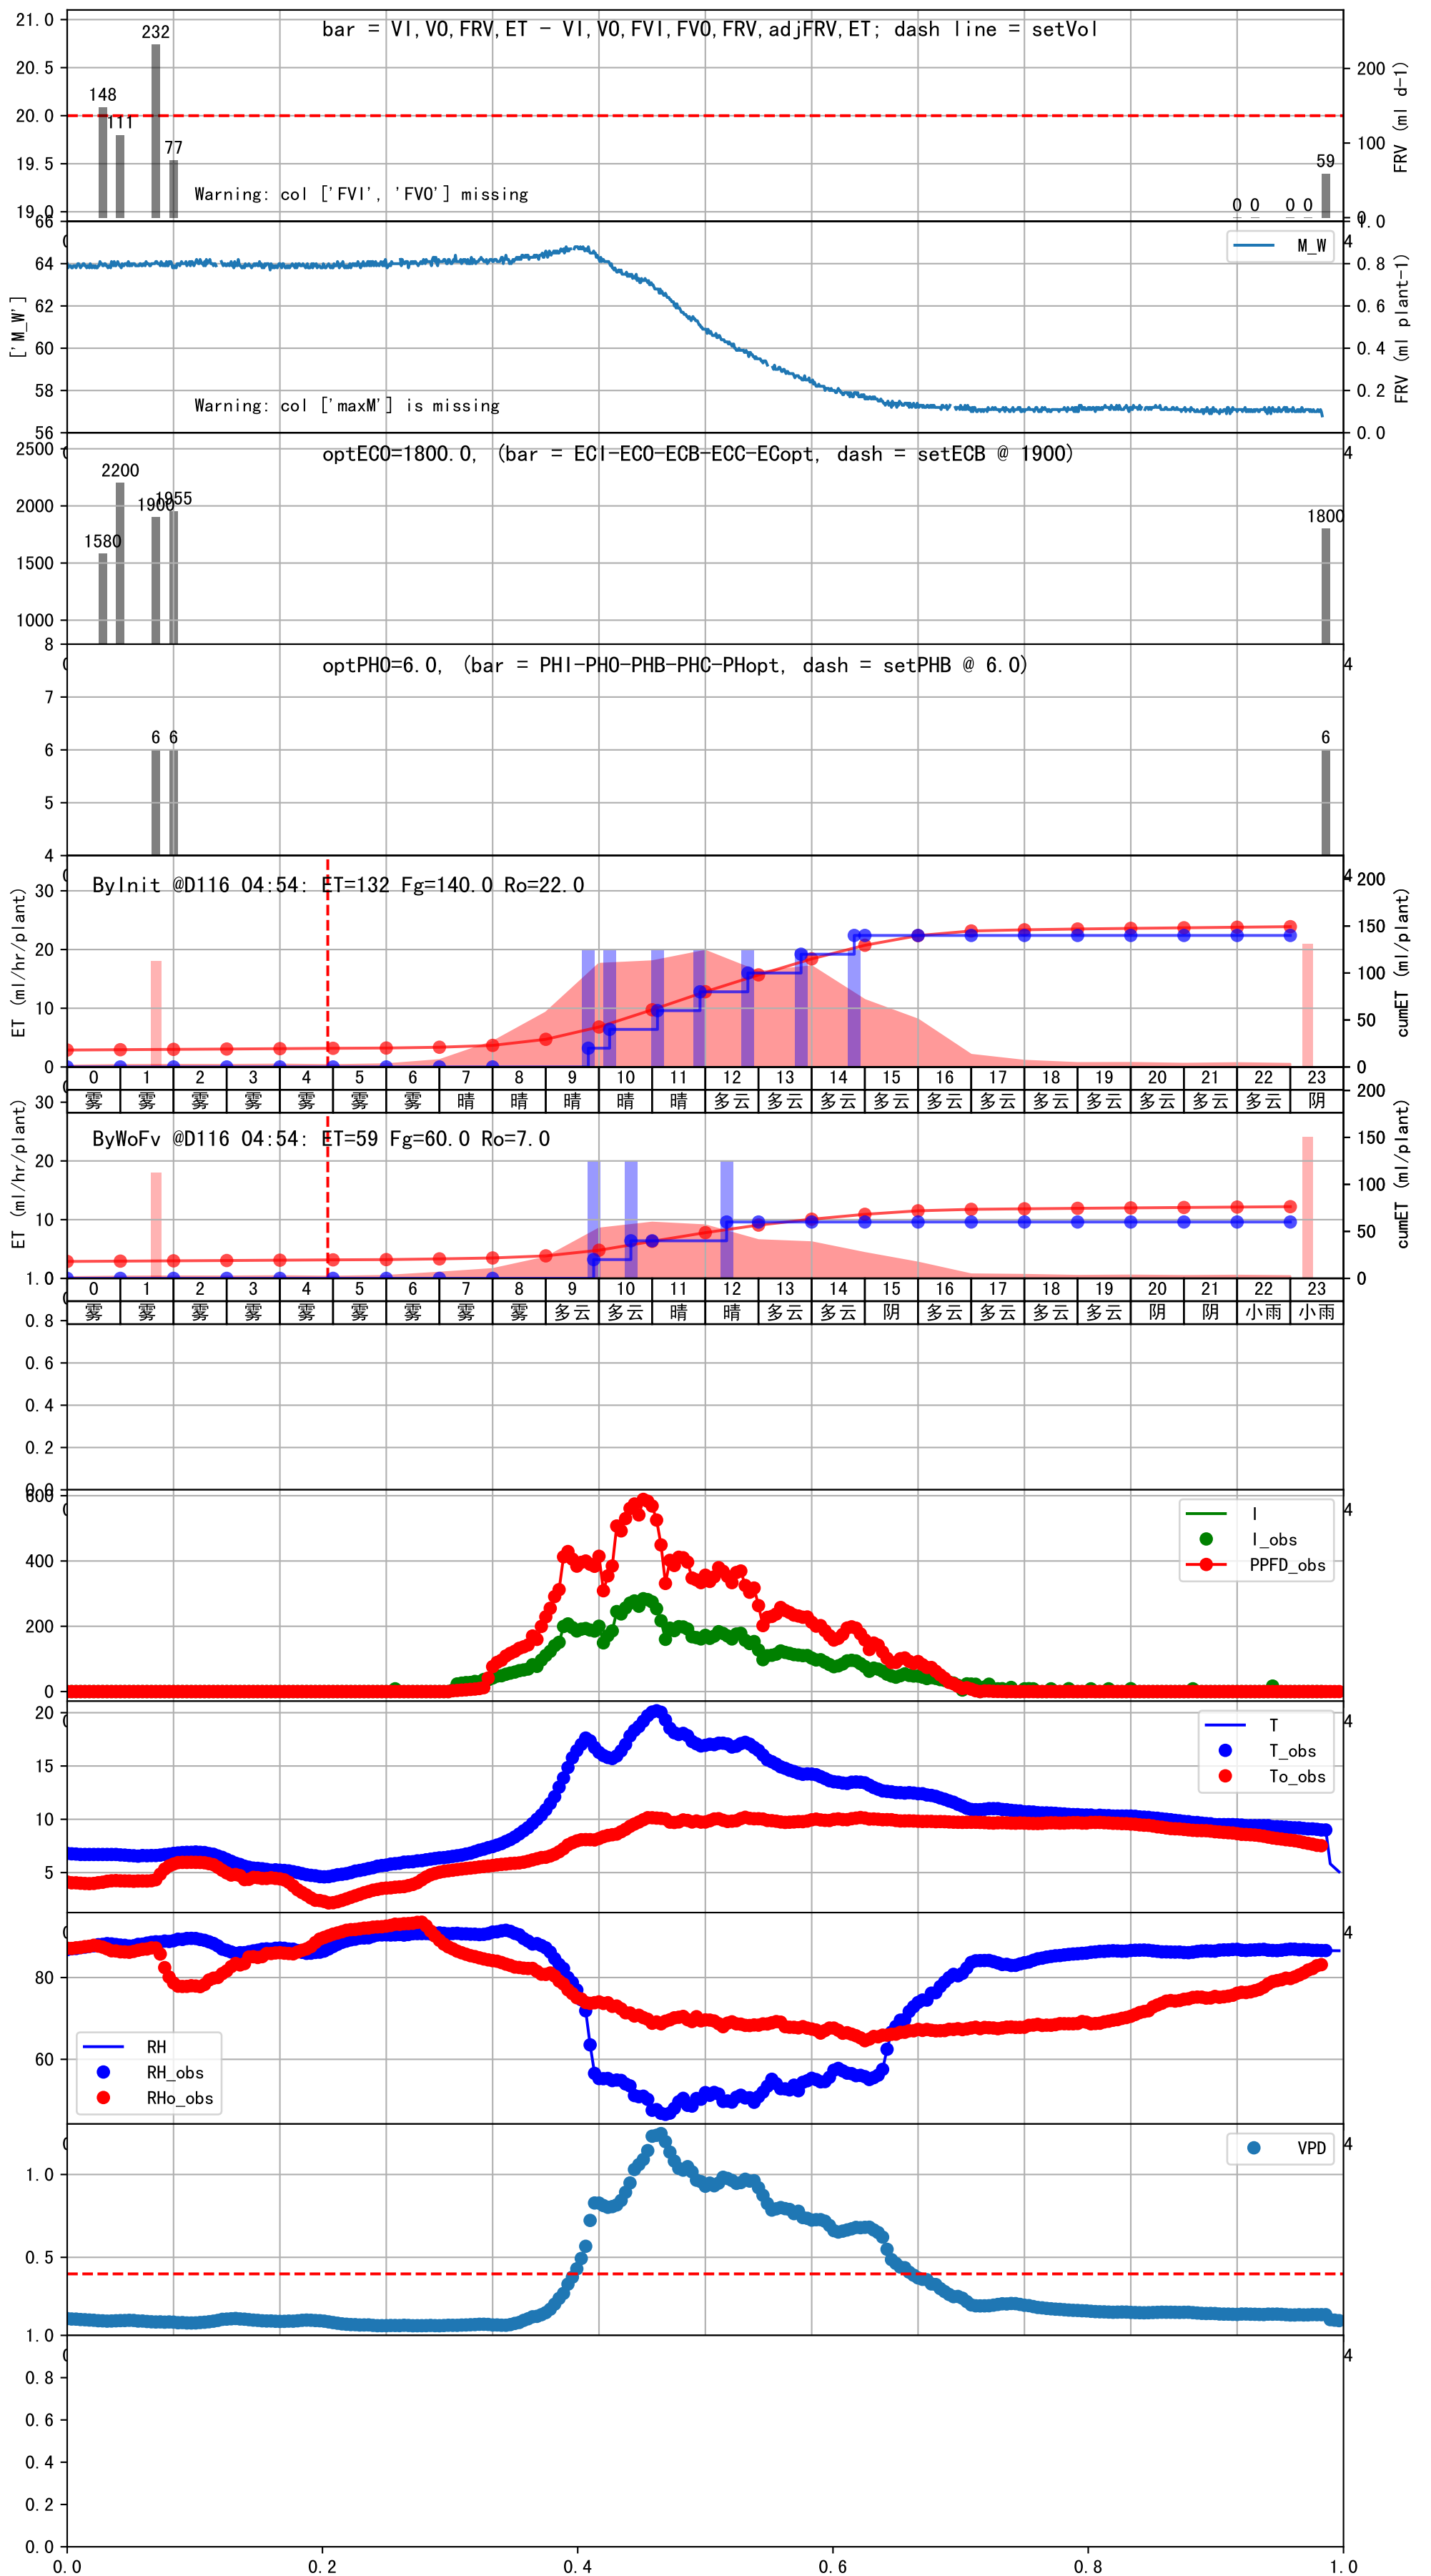 bar = VI,VO,FRV,ET - VI,VO,FVI,FVO,FRV,adjFRV,ET; dash line = setVol
21.0
20.5
20.0
19.5
19.0
148
111
232
77
0 0 0 0 59
Warning: col ['FVI', 'FVO'] missing
200
100
0
FRV (ml d-1)
66
64
62
60
58
56
['M_W']
M_W
Warning: col ['maxM'] is missing
1.0
0.8
0.6
0.4
0.2
0.0
FRV (ml plant-1)
4
optECO=1800.0, (bar = ECI-ECO-ECB-ECC-ECopt, dash = setECB @ 1900)
2500
2000
1500
1000
1580
2200
1900
1955
1800
4
optPHO=6.0, (bar = PHI-PHO-PHB-PHC-PHopt, dash = setPHB @ 6.0)
8
7
6
5
4
6 6
6
4
ByInit @D116 04:54: ET=132 Fg=140.0 Ro=22.0
30
20
10
0
ET (ml/hr/plant)
4
200
150
100
50
0
cumET (ml/plant)
0 1 2 3 4 5 6 7 8 9 10 11 12 13 14 15 16 17 18 19 20 21 22 23
雾 雾 雾 雾 雾 雾 雾 晴 晴 晴 晴 晴 多云 多云 多云 多云 多云 多云 多云 多云 多云 多云 多云 阴
ByWoFv @D116 04:54: ET=59 Fg=60.0 Ro=7.0
30
20
10
ET (ml/hr/plant)
200
150
100
50
0
cumET (ml/plant)
0 1 2 3 4 5 6 7 8 9 10 11 12 13 14 15 16 17 18 19 20 21 22 23
雾 雾 雾 雾 雾 雾 雾 雾 雾 多云 多云 晴 晴 多云 多云 阴 多云 多云 多云 多云 阴 阴 小雨 小雨
1.0
0.8
0.6
0.4
0.2
0.0
600
400
200
0
I
I_obs
PPFD_obs
4
20
15
10
5
T
T_obs
To_obs
4
80
60
RH
RH_obs
RHo_obs
4
1.0
0.5
VPD
4
1.0
0.8
0.6
0.4
0.2
0.0
4
0.0 0.2 0.4 0.6 0.8 1.0